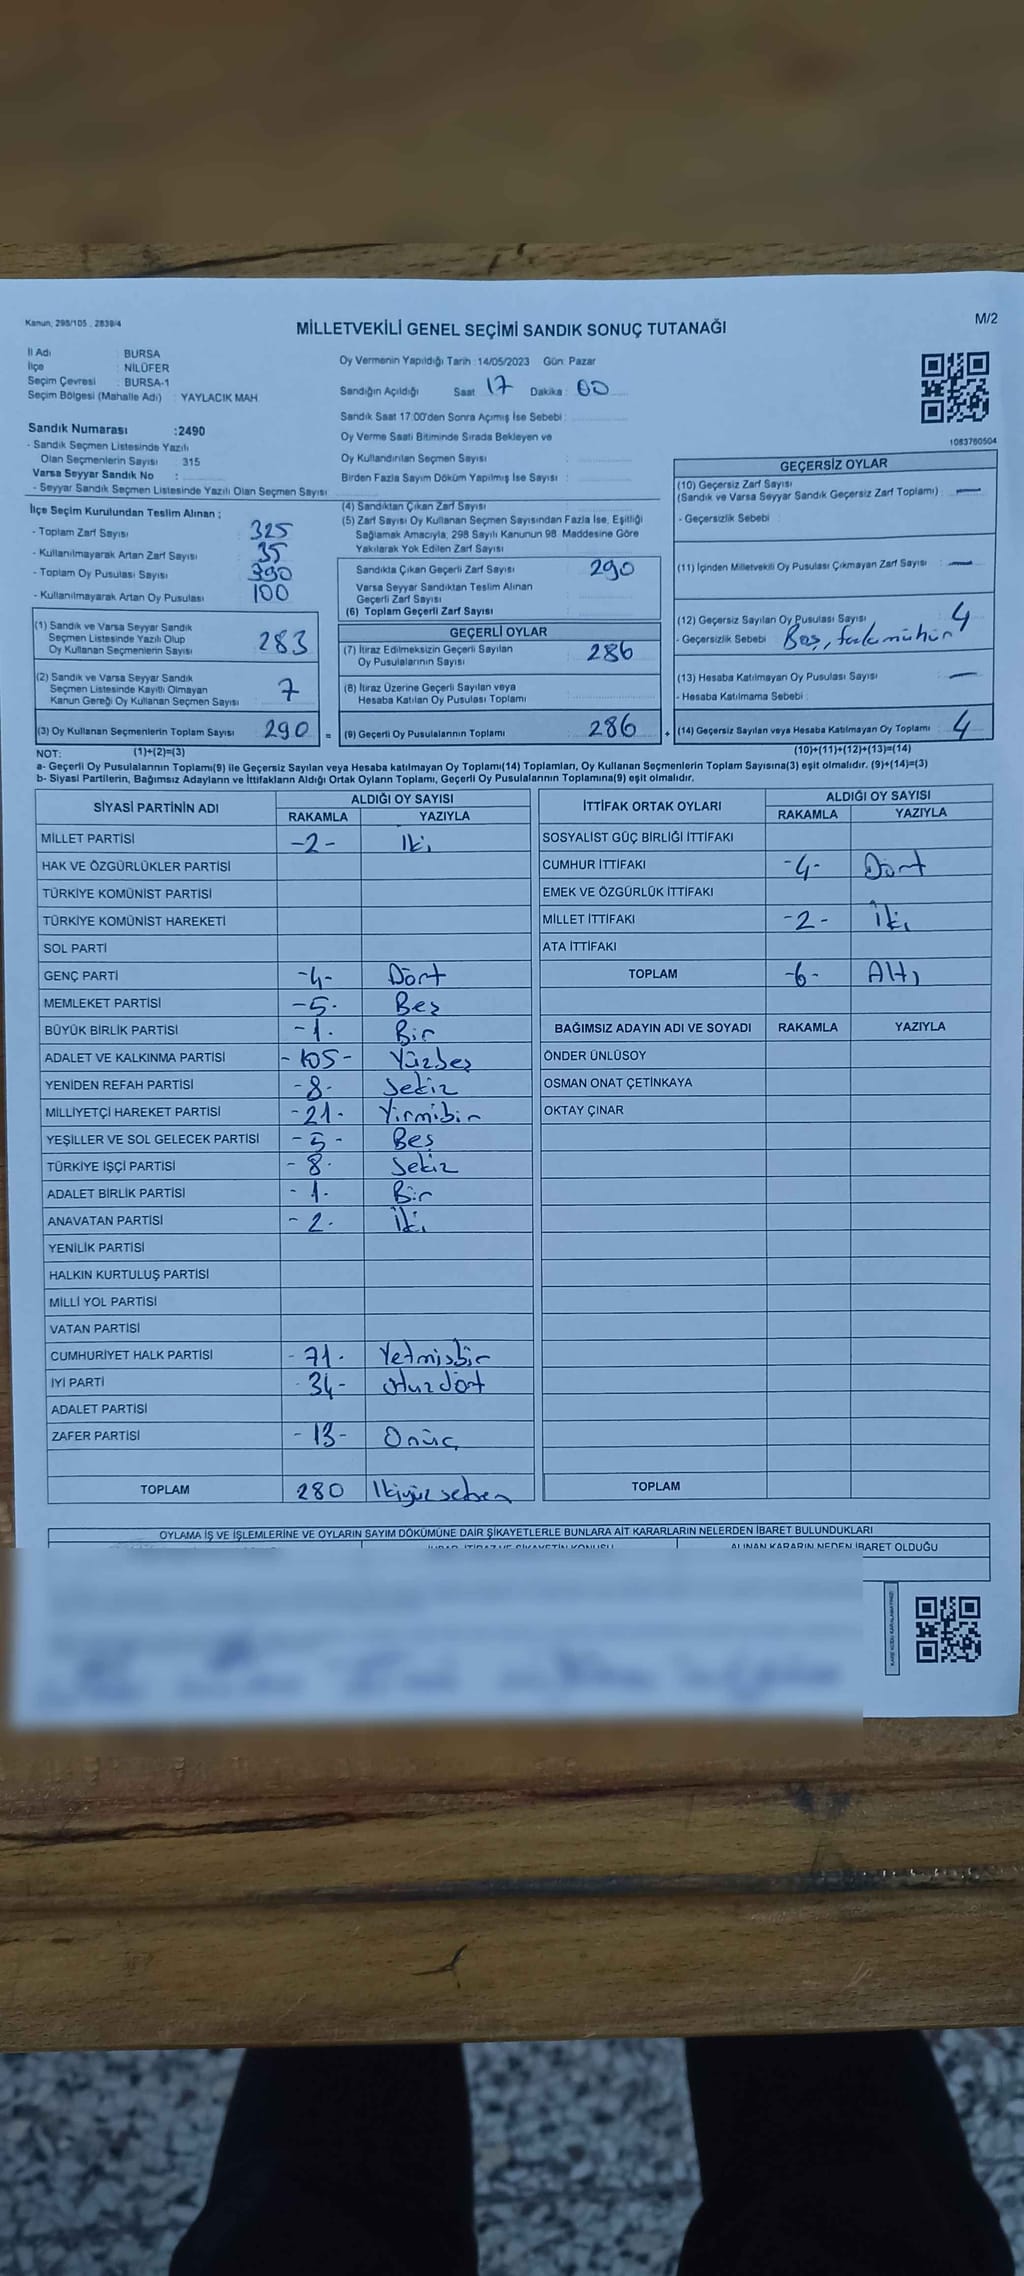 Kanun, 298/105 , 2839/4
MİLLETVEKİLİ GENEL SEÇİMİ SANDIK SONUÇ TUTANAĞI
M/2
İl Adı : BURSA
İlçe : NİLÜFER
Seçim Çevresi : BURSA-1
Seçim Bölgesi (Mahalle Adı) : YAYLACIK MAH.
Sandık Numarası :2490
- Sandık Seçmen Listesinde Yazılı
Olan Seçmenlerin Sayısı : 315
Varsa Seyyar Sandık No :
- Seyyar Sandık Seçmen Listesinde Yazılı Olan Seçmen Sayısı :
Oy Vermenin Yapıldığı Tarih :14/05/2023 Gün: Pazar
Sandığın Açıldığı Saat : 17 Dakika : 00
Sandık Saat 17.00'den Sonra Açımış İse Sebebi :
Oy Verme Saati Bitiminde Sırada Bekleyen ve
Oy Kullandırılan Seçmen Sayısı :
Birden Fazla Sayım Döküm Yapılmış İse Sayısı :
1083760504
İlçe Seçim Kurulundan Teslim Alınan ;
- Toplam Zarf Sayısı : 325
- Kullanılmayarak Artan Zarf Sayısı : 35
- Toplam Oy Pusulası Sayısı : 390
- Kullanılmayarak Artan Oy Pusulası : 100
(1) Sandık ve Varsa Seyyar Sandık
Seçmen Listesinde Yazılı Olup
Oy Kullanan Seçmenlerin Sayısı : 283
(2) Sandık ve Varsa Seyyar Sandık
Seçmen Listesinde Kayıtlı Olmayan
Kanun Gereği Oy Kullanan Seçmen Sayısı : 7
(3) Oy Kullanan Seçmenlerin Toplam Sayısı : 290 =
(4) Sandıktan Çıkan Zarf Sayısı :
(5) Zarf Sayısı Oy Kullanan Seçmen Sayısından Fazla İse, Eşitliği
Sağlamak Amacıyla, 298 Sayılı Kanunun 98. Maddesine Göre
Yakılarak Yok Edilen Zarf Sayısı
Sandıkta Çıkan Geçerli Zarf Sayısı : 290
Varsa Seyyar Sandıktan Teslim Alınan
Geçerli Zarf Sayısı
(6) Toplam Geçerli Zarf Sayısı
GEÇERLİ OYLAR
(7) İtiraz Edilmeksizin Geçerli Sayılan
Oy Pusulalarının Sayısı : 286
(8) İtiraz Üzerine Geçerli Sayılan veya
Hesaba Katılan Oy Pusulası Toplamı
(9) Geçerli Oy Pusulalarının Toplamı : 286 +
GEÇERSİZ OYLAR
(10) Geçersiz Zarf Sayısı
(Sandık ve Varsa Seyyar Sandık Geçersiz Zarf Toplamı) : —
- Geçersizlik Sebebi :
(11) İçinden Milletvekili Oy Pusulası Çıkmayan Zarf Sayısı : —
(12) Geçersiz Sayılan Oy Pusulası Sayısı : 4
- Geçersizlik Sebebi : Boş, fazla mühür
(13) Hesaba Katılmayan Oy Pusulası Sayısı : —
- Hesaba Katılmama Sebebi :
(14) Geçersiz Sayılan veya Hesaba Katılmayan Oy Toplamı : 4
NOT: (1)+(2)=(3)
(10)+(11)+(12)+(13)=(14)
a- Geçerli Oy Pusulalarının Toplamı(9) ile Geçersiz Sayılan veya Hesaba katılmayan Oy Toplamı(14) Toplamları, Oy Kullanan Seçmenlerin Toplam Sayısına(3) eşit olmalıdır. (9)+(14)=(3)
b- Siyasi Partilerin, Bağımsız Adayların ve İttifakların Aldığı Ortak Oyların Toplamı, Geçerli Oy Pusulalarının Toplamına(9) eşit olmalıdır.
SİYASİ PARTİNİN ADI
ALDIĞI OY SAYISI
RAKAMLA YAZIYLA
MİLLET PARTİSİ -2- İki
HAK VE ÖZGÜRLÜKLER PARTİSİ
TÜRKİYE KOMÜNİST PARTİSİ
TÜRKİYE KOMÜNİST HAREKETİ
SOL PARTİ
GENÇ PARTİ -4- Dört
MEMLEKET PARTİSİ -5- Beş
BÜYÜK BİRLİK PARTİSİ -1- Bir
ADALET VE KALKINMA PARTİSİ -105- Yüzbeş
YENİDEN REFAH PARTİSİ -8- Sekiz
MİLLİYETÇİ HAREKET PARTİSİ -21- Yirmibir
YEŞİLLER VE SOL GELECEK PARTİSİ -5- Beş
TÜRKİYE İŞÇİ PARTİSİ -8- Sekiz
ADALET BİRLİK PARTİSİ -1- Bir
ANAVATAN PARTİSİ -2- İki
YENİLİK PARTİSİ
HALKIN KURTULUŞ PARTİSİ
MİLLİ YOL PARTİSİ
VATAN PARTİSİ
CUMHURİYET HALK PARTİSİ -71- Yetmişbir
İYİ PARTİ -34- Otuzdört
ADALET PARTİSİ
ZAFER PARTİSİ -13- Onüç
TOPLAM 280 İkiyüz seksen
İTTİFAK ORTAK OYLARI
ALDIĞI OY SAYISI
RAKAMLA YAZIYLA
SOSYALİST GÜÇ BİRLİĞİ İTTİFAKI
CUMHUR İTTİFAKI -4- Dört
EMEK VE ÖZGÜRLÜK İTTİFAKI
MİLLET İTTİFAKI -2- İki
ATA İTTİFAKI
TOPLAM -6- Altı
BAĞIMSIZ ADAYIN ADI VE SOYADI RAKAMLA YAZIYLA
ÖNDER ÜNLÜSOY
OSMAN ONAT ÇETİNKAYA
OKTAY ÇINAR
TOPLAM
OYLAMA İŞ VE İŞLEMLERİNE VE OYLARIN SAYIM DÖKÜMÜNE DAİR ŞİKAYETLERLE BUNLARA AİT KARARLARIN NELERDEN İBARET BULUNDUKLARI
ALINAN KARARIN NEDEN İBARET OLDUĞU